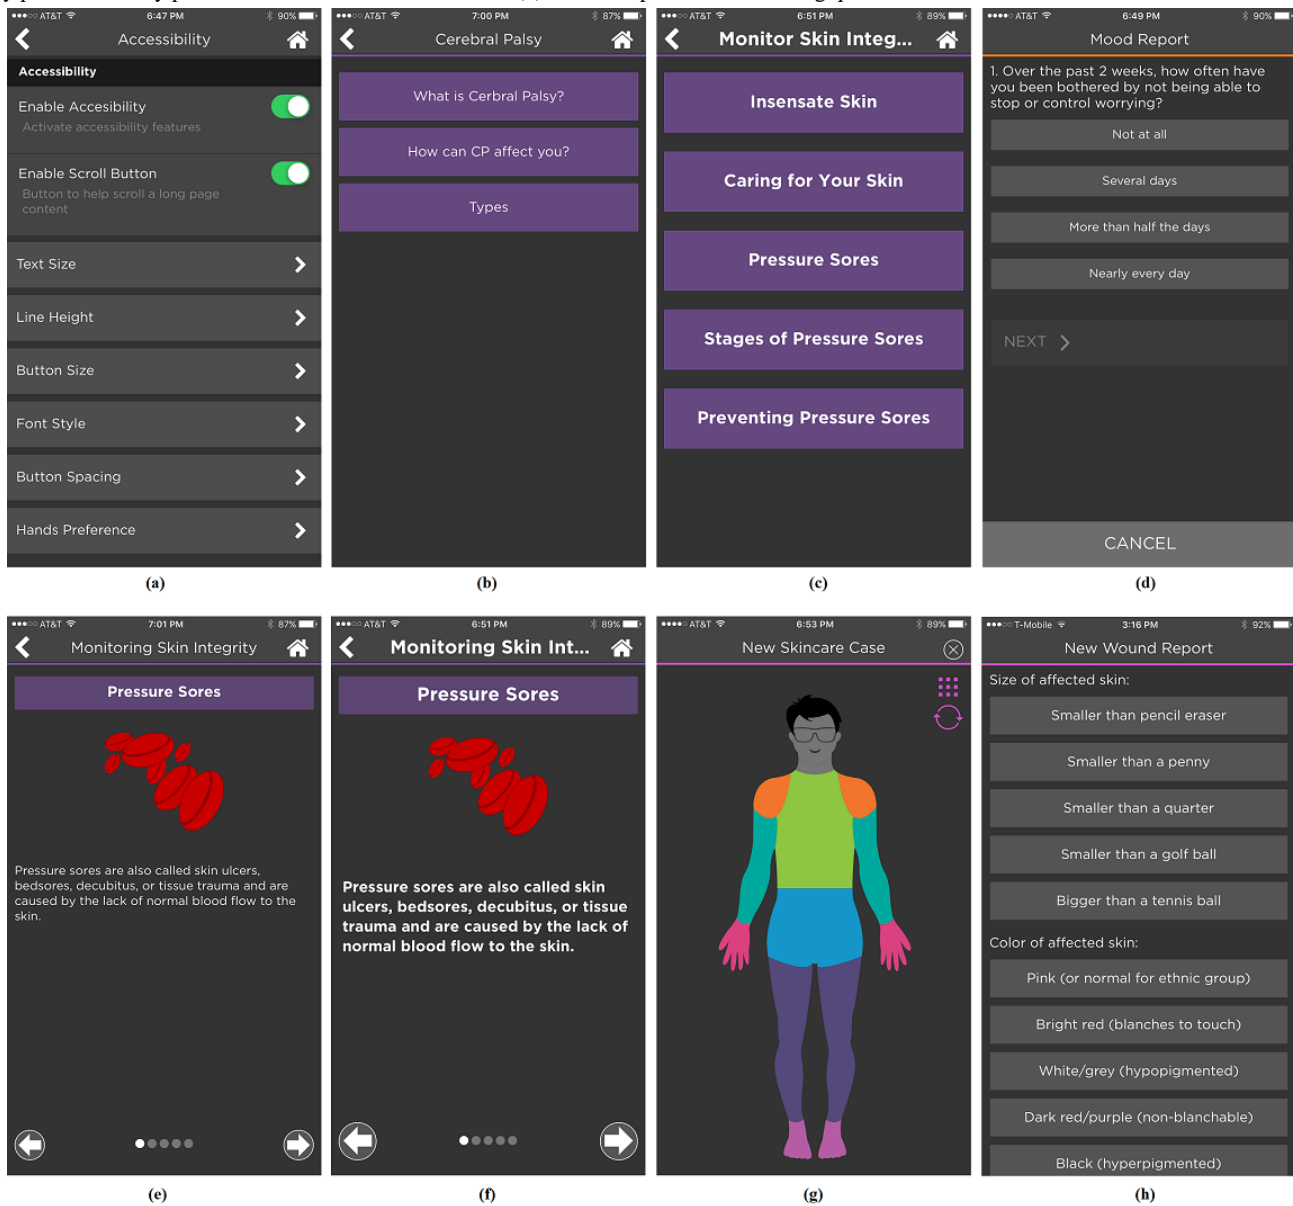 ●●●○○ AT&T 6:47 PM 90%
Accessibility
Accessibility
Enable Accesibility
Activate accessibility features
Enable Scroll Button
Button to help scroll a long page
content
Text Size
Line Height
Button Size
Font Style
Button Spacing
Hands Preference
(a)
●●●○○ AT&T 7:00 PM 87%
Cerebral Palsy
What is Cerbral Palsy?
How can CP affect you?
Types
(b)
●●●○○ AT&T 6:51 PM 89%
Monitor Skin Integ...
Insensate Skin
Caring for Your Skin
Pressure Sores
Stages of Pressure Sores
Preventing Pressure Sores
(c)
●●●●○ AT&T 6:49 PM 90%
Mood Report
1. Over the past 2 weeks, how often have
you been bothered by not being able to
stop or control worrying?
Not at all
Several days
More than half the days
Nearly every day
NEXT
CANCEL
(d)
●●●○○ AT&T 7:01 PM 87%
Monitoring Skin Integrity
Pressure Sores
Pressure sores are also called skin ulcers,
bedsores, decubitus, or tissue trauma and are
caused by the lack of normal blood flow to the
skin.
(e)
●●●○○ AT&T 6:51 PM 89%
Monitoring Skin Int...
Pressure Sores
Pressure sores are also called skin
ulcers, bedsores, decubitus, or tissue
trauma and are caused by the lack of
normal blood flow to the skin.
(f)
●●●●○ AT&T 6:53 PM 89%
New Skincare Case
(g)
●●●●○ T-Mobile 3:16 PM 92%
New Wound Report
Size of affected skin:
Smaller than pencil eraser
Smaller than a penny
Smaller than a quarter
Smaller than a golf ball
Bigger than a tennis ball
Color of affected skin:
Pink (or normal for ethnic group)
Bright red (blanches to touch)
White/grey (hypopigmented)
Dark red/purple (non-blanchable)
Black (hyperpigmented)
(h)